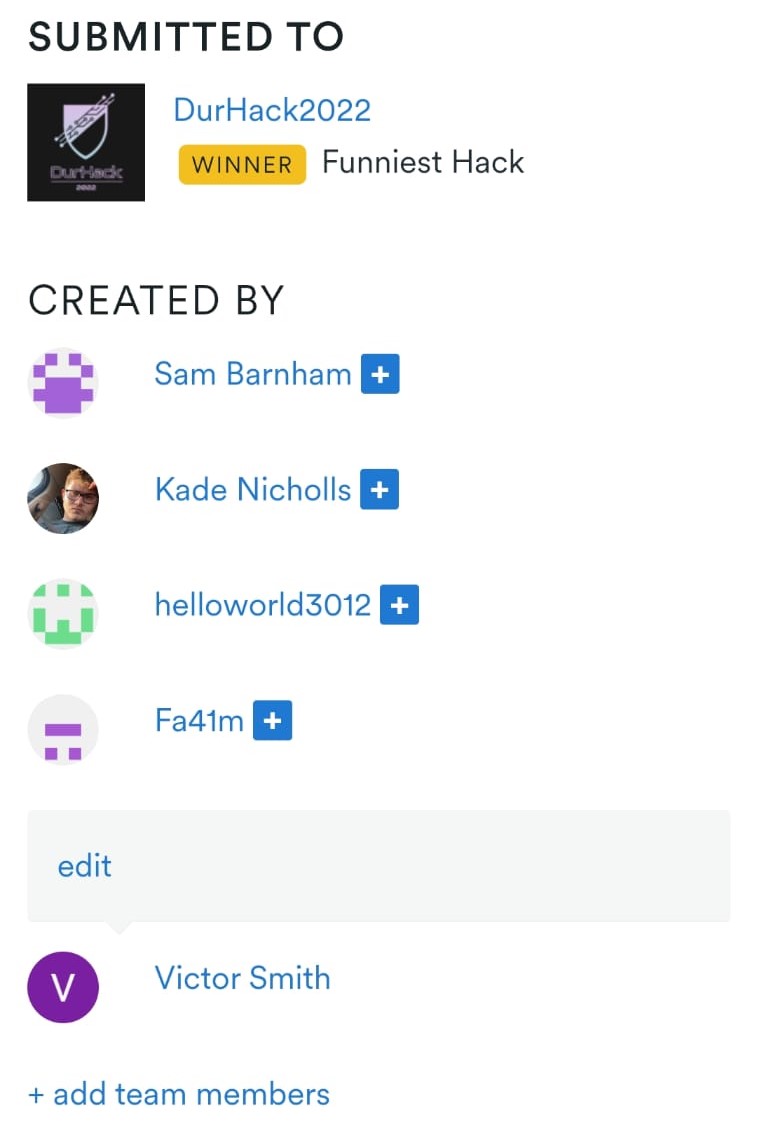 SUBMITTED TO
DurHack2022
WINNER Funniest Hack
DurHack
2022
CREATED BY
Sam Barnham +
Kade Nicholls +
helloworld3012 +
Fa41m +
edit
V Victor Smith
+ add team members